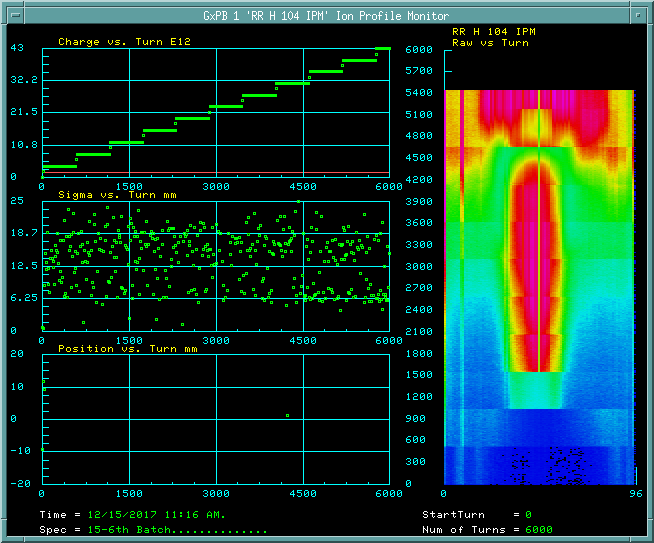 GxPB 1 'RR H 104 IPM' Ion Profile Monitor
Charge vs. Turn E12
43
32.2
21.5
10.8
0
0 1500 3000 4500 6000
Sigma vs. Turn mm
25
18.7
12.5
6.25
0
0 1500 3000 4500 6000
Position vs. Turn mm
20
10
0
-10
-20
0 1500 3000 4500 6000
RR H 104 IPM
Raw vs Turn
6000
5700
5400
5100
4800
4500
4200
3900
3600
3300
3000
2700
2400
2100
1800
1500
1200
900
600
300
0
0 96
Time = 12/15/2017 11:16 AM.
Spec = 15-6th Batch..............
StartTurn = 0
Num of Turns = 6000